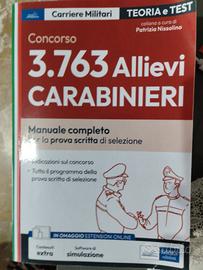 Carriere Militari
TEORIA e TEST
collana a cura di
Patrizia Nissolino
Concorso
3.763 Allievi
CARABINIERI
Manuale completo
per la prova scritta di selezione
Indicazioni sul concorso
• Tutto il programma della
prova scritta di selezione
IN OMAGGIO ESTENSIONI ONLINE
Contenuti
extra
Software di
simulazione